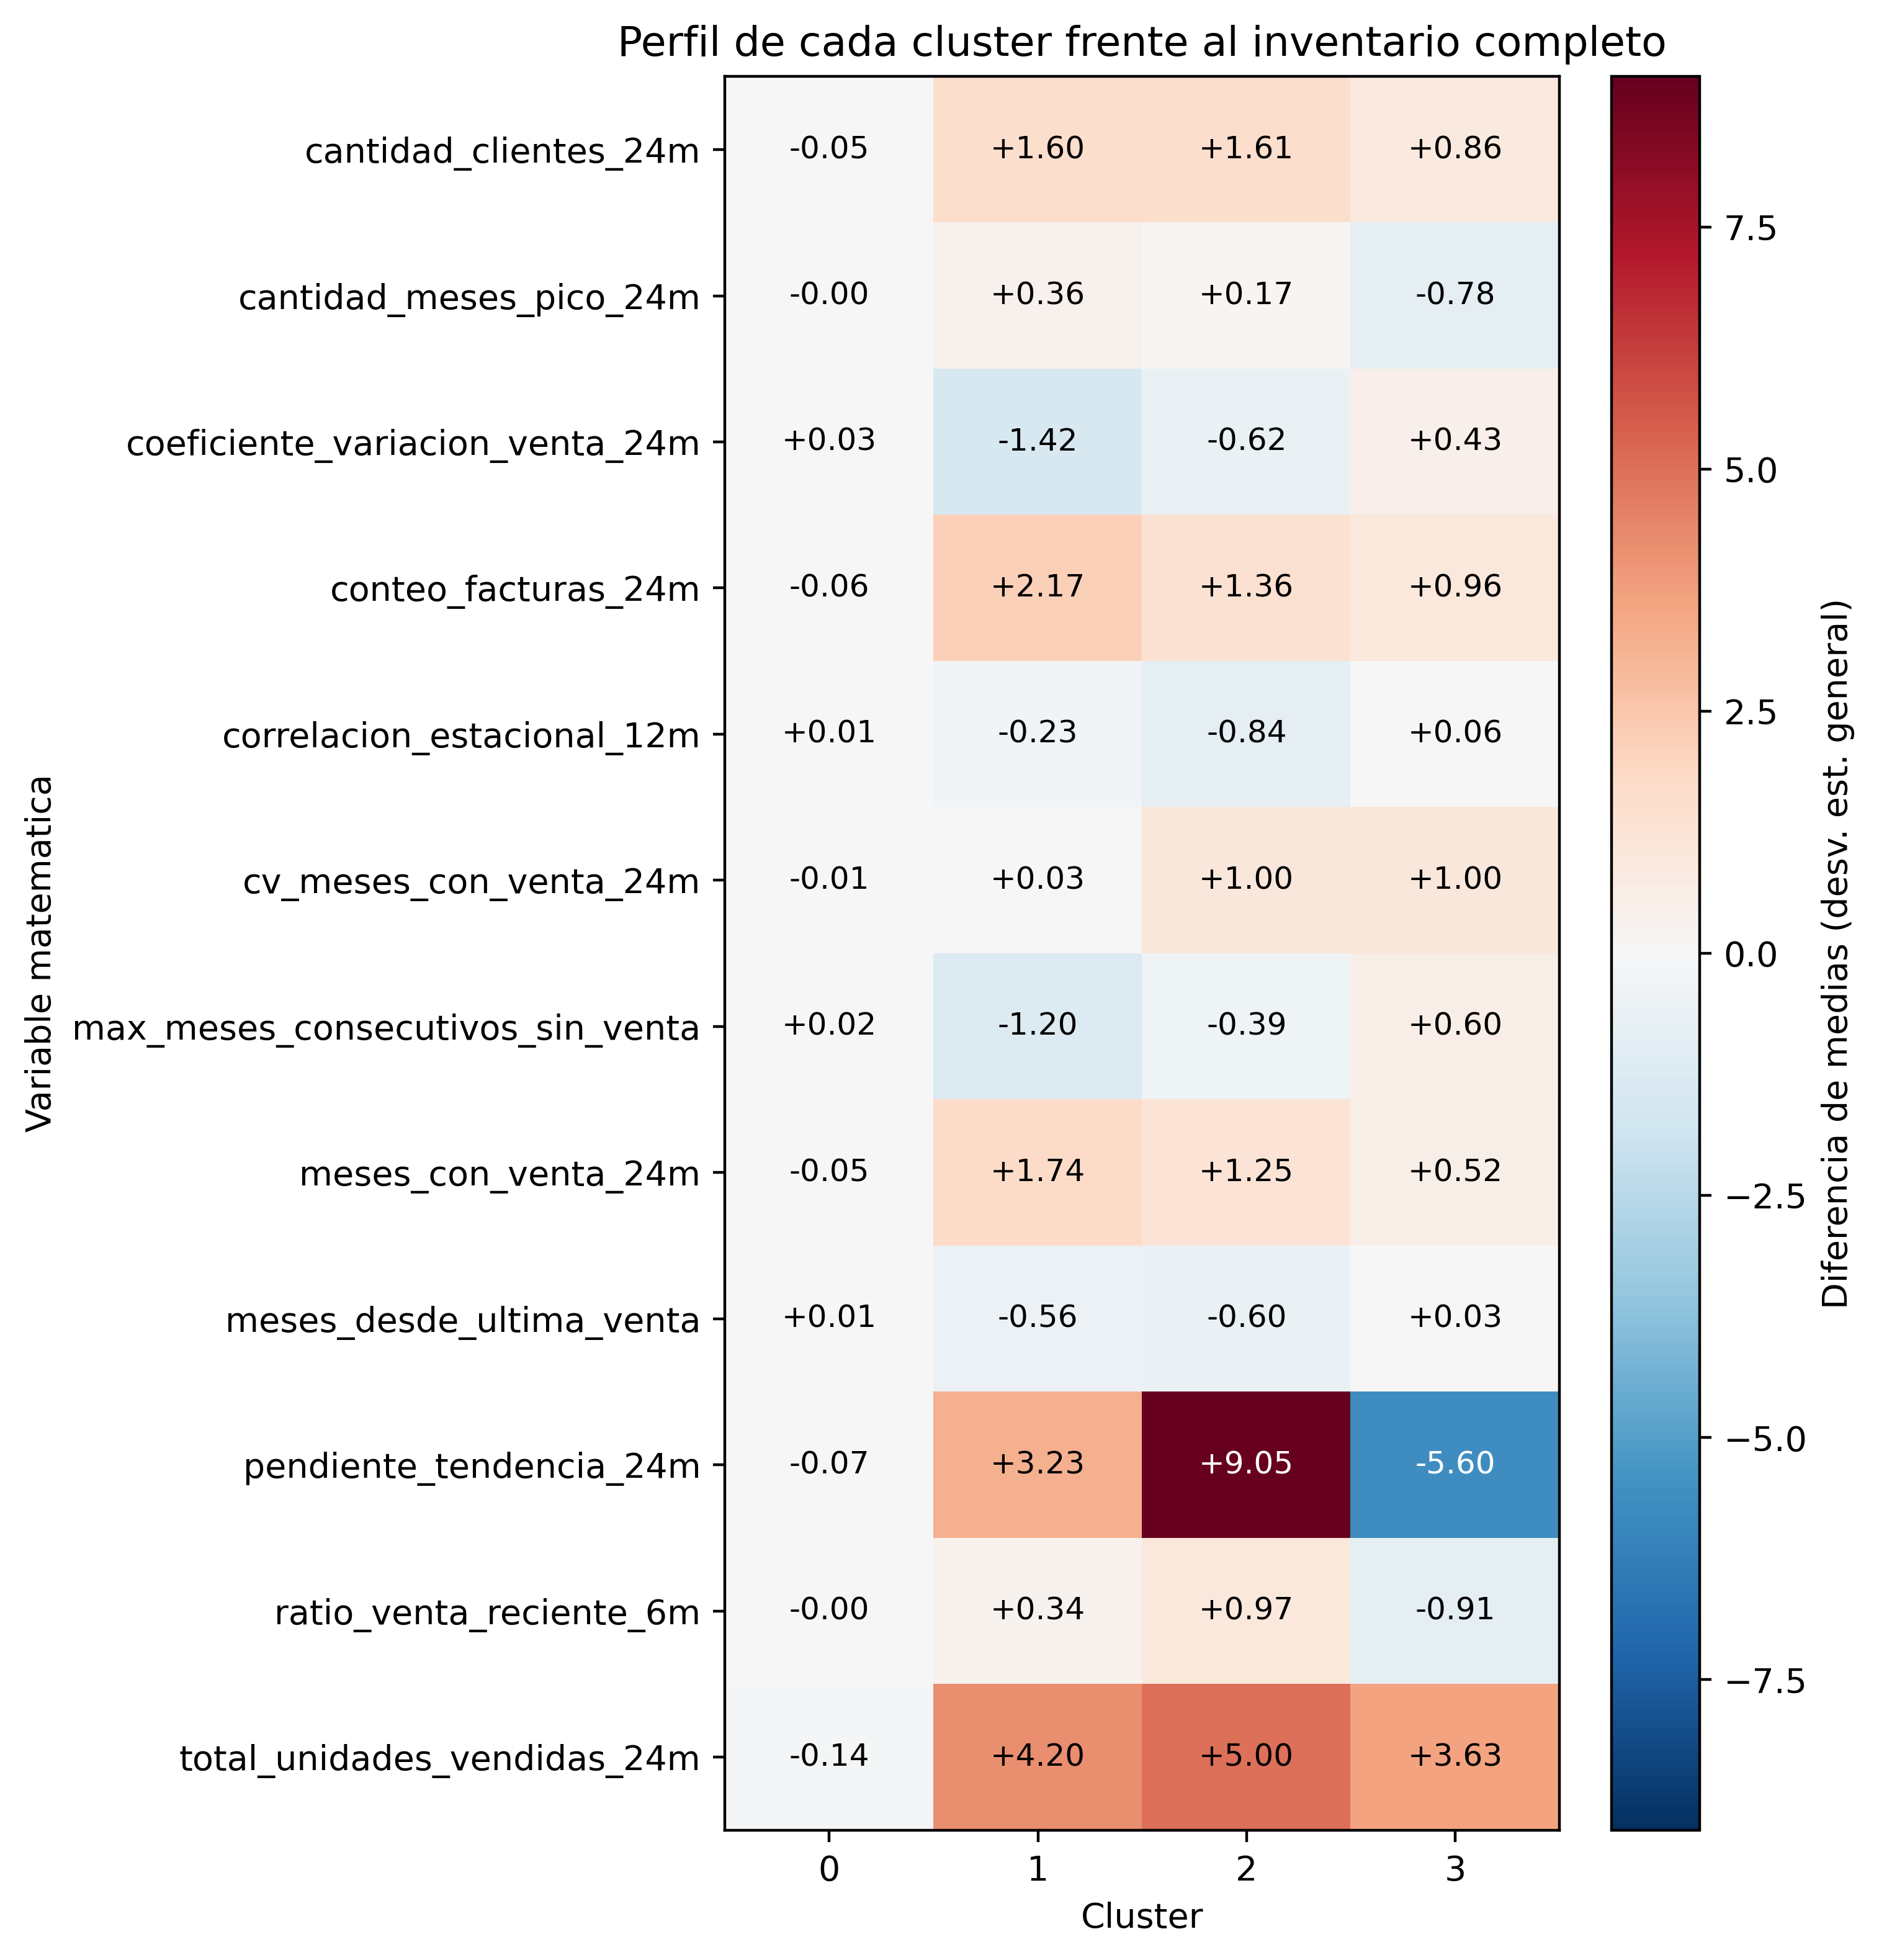 Perfil de cada cluster frente al inventario completo
cantidad_clientes_24m -0.05 +1.60 +1.61 +0.86
cantidad_meses_pico_24m -0.00 +0.36 +0.17 -0.78
coeficiente_variacion_venta_24m +0.03 -1.42 -0.62 +0.43
conteo_facturas_24m -0.06 +2.17 +1.36 +0.96
correlacion_estacional_12m +0.01 -0.23 -0.84 +0.06
cv_meses_con_venta_24m -0.01 +0.03 +1.00 +1.00
max_meses_consecutivos_sin_venta +0.02 -1.20 -0.39 +0.60
meses_con_venta_24m -0.05 +1.74 +1.25 +0.52
meses_desde_ultima_venta +0.01 -0.56 -0.60 +0.03
pendiente_tendencia_24m -0.07 +3.23 +9.05 -5.60
ratio_venta_reciente_6m -0.00 +0.34 +0.97 -0.91
total_unidades_vendidas_24m -0.14 +4.20 +5.00 +3.63
0 1 2 3
Cluster
Variable matematica
7.5
5.0
2.5
0.0
−2.5
−5.0
−7.5
Diferencia de medias (desv. est. general)